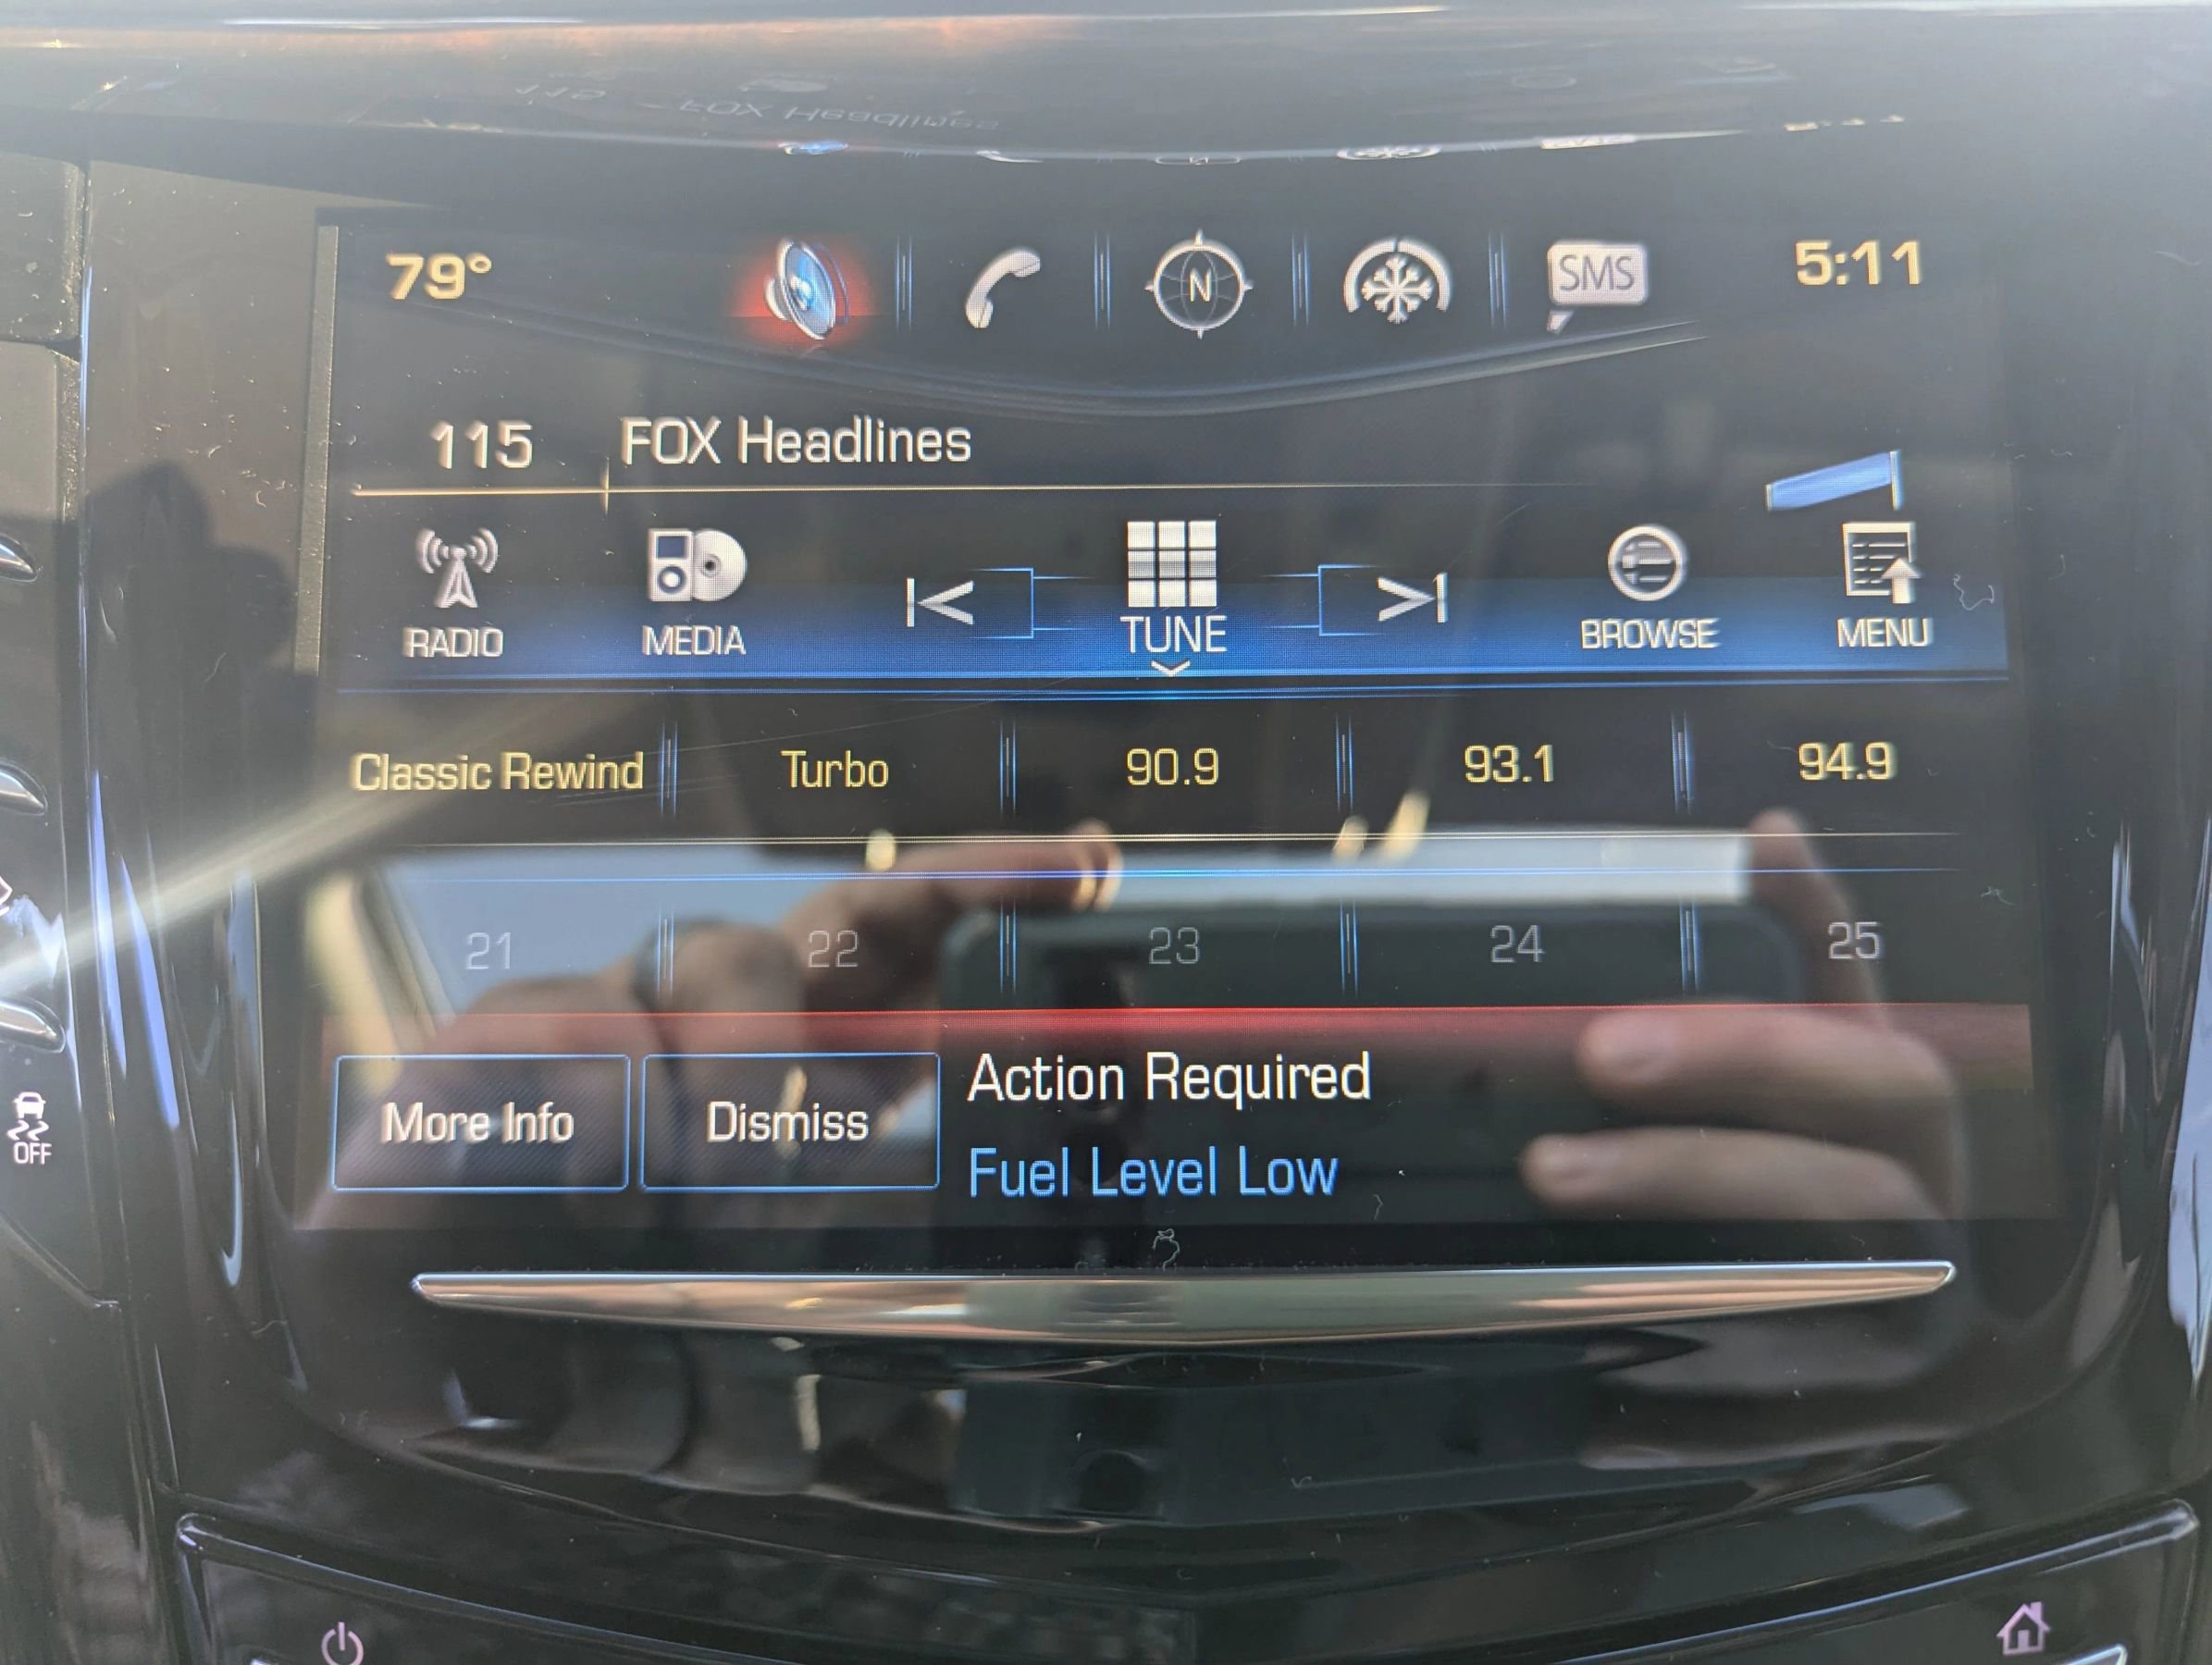 79° N SMS 5:11
115 FOX Headlines
RADIO MEDIA TUNE BROWSE MENU
Classic Rewind Turbo 90.9 93.1 94.9
21 22 23 24 25
More Info Dismiss Action Required
Fuel Level Low
OFF